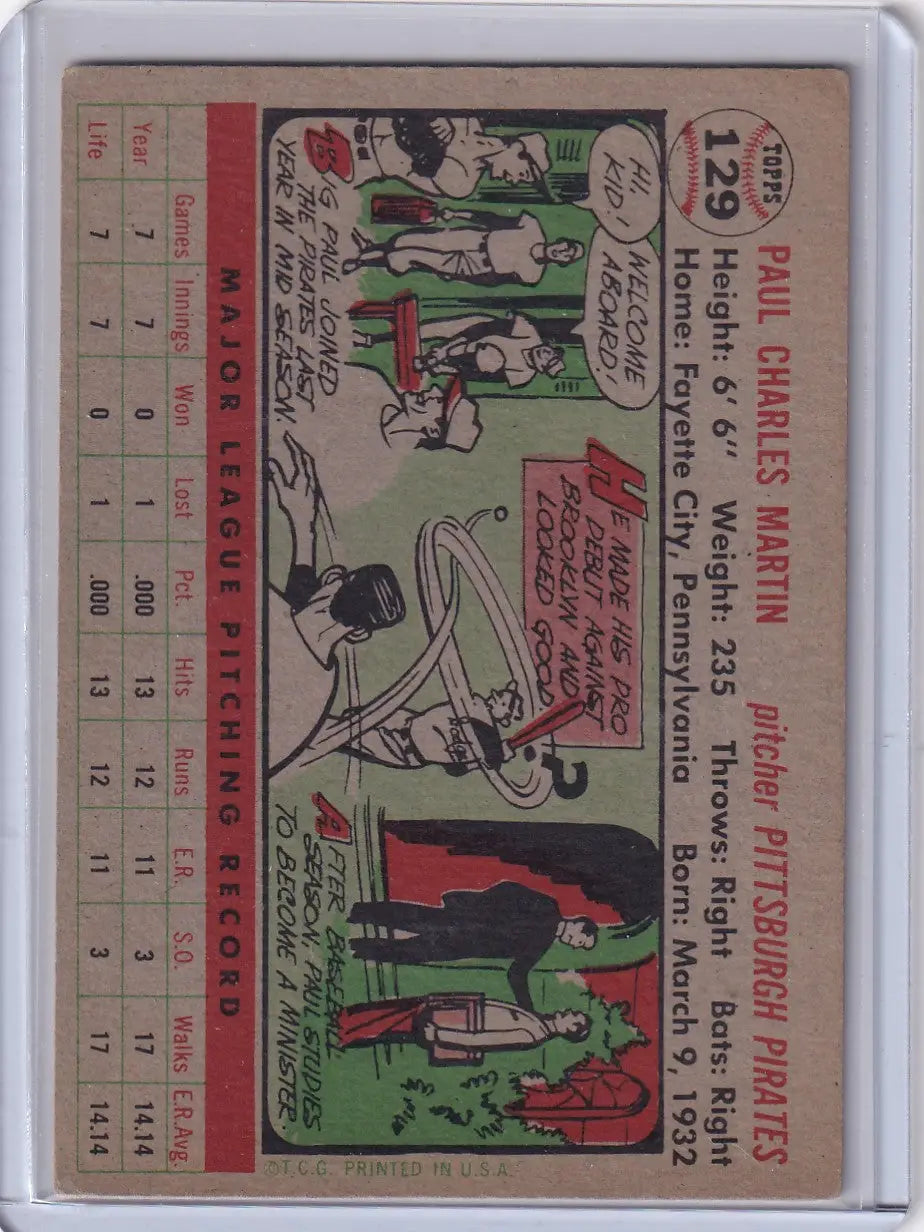 TOPPS
129
PAUL CHARLES MARTIN pitcher PITTSBURGH PIRATES
Height: 6' 6" Weight: 235 Throws: Right Bats: Right
Home: Fayette City, Pennsylvania Born: March 9, 1932
HI, KID.
WELCOME
ABOARD!
BIG PAUL JOINED
THE PIRATES LAST
YEAR IN MID SEASON.
HE MADE HIS PRO
DEBUT AGAINST
BROOKLYN AND
LOOKED GOOD
?
AFTER BASEBALL
SEASON, PAUL STUDIES
TO BECOME A MINISTER.
MAJOR LEAGUE PITCHING RECORD
Games Innings Won Lost Pct. Hits Runs E.R. S.O. Walks E.R.Avg.
Year 7 7 0 1 .000 13 12 11 3 17 14.14
Life 7 7 0 1 .000 13 12 11 3 17 14.14
©T.C.G. PRINTED IN U.S.A.